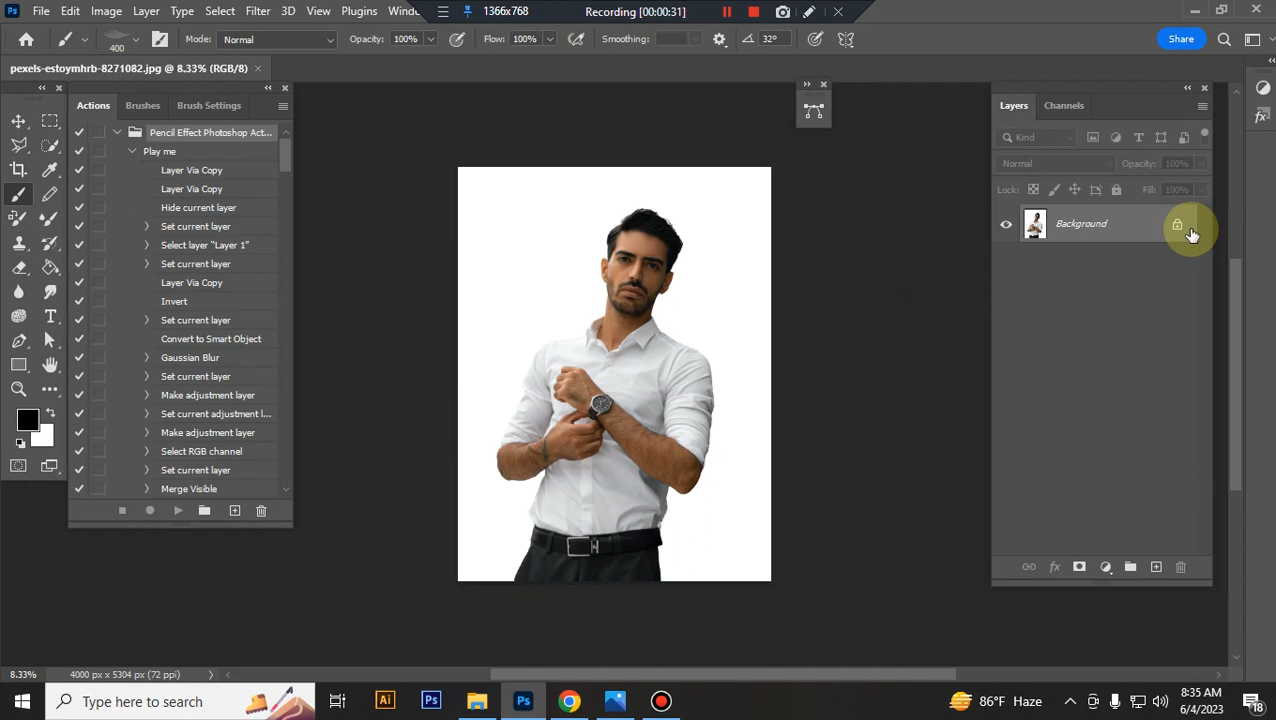 File Edit Image Layer Type Select Filter 3D View Plugins Windo
1366x768 Recording [00:00:31]
400 Mode: Normal Opacity: 100% Flow: 100% Smoothing: 32° Share
pexels-estoymhrb-8271082.jpg @ 8.33% (RGB/8)
Actions Brushes Brush Settings
Pencil Effect Photoshop Act...
Play me
Layer Via Copy
Layer Via Copy
Hide current layer
Set current layer
Select layer “Layer 1”
Set current layer
Layer Via Copy
Invert
Set current layer
Convert to Smart Object
Gaussian Blur
Set current layer
Make adjustment layer
Set current adjustment l...
Make adjustment layer
Select RGB channel
Set current layer
Merge Visible
Layers Channels
Kind
Normal Opacity: 100%
Lock: Fill: 100%
Background
8.33% 4000 px x 5304 px (72 ppi)
Type here to search
86°F Haze
8:35 AM
6/4/2023
18